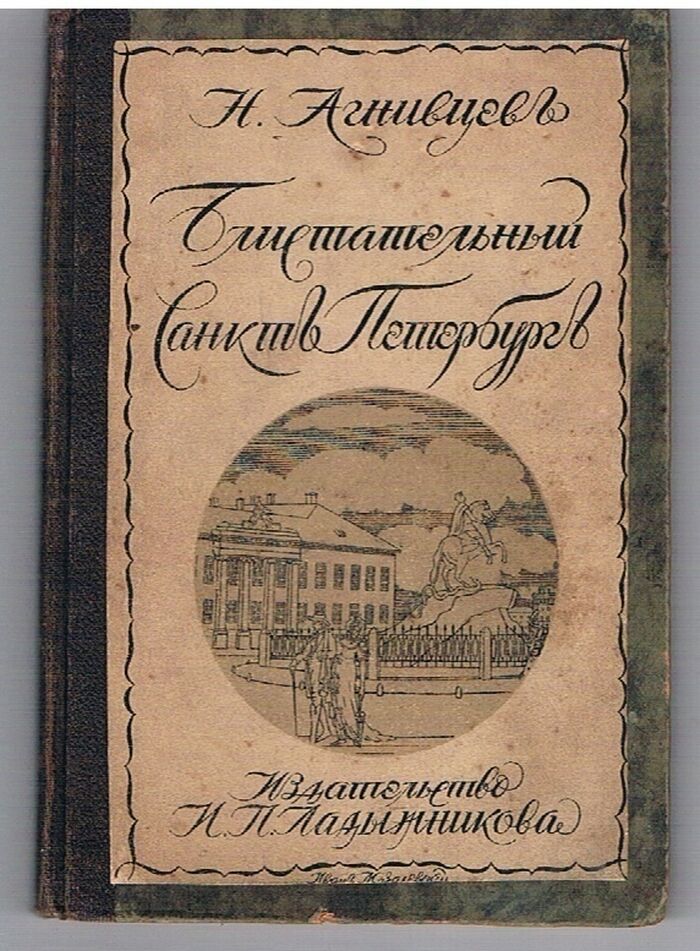 Н. Агнивцевъ
Блистательный
Санктъ Петербургъ
Издательство
И. П. Ладыжникова